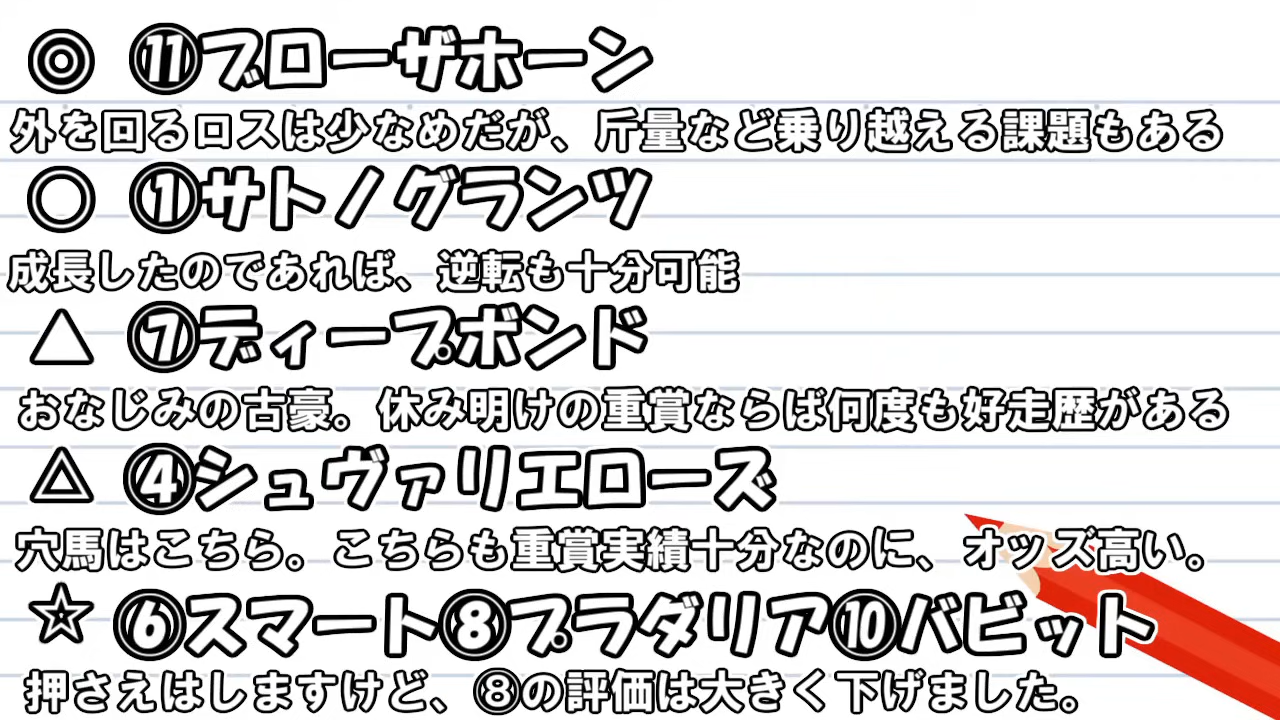 ◎ ⑪ブローザホーン
外を回るロスは少なめだが、斤量など乗り越える課題もある
○ ①サトノグランツ
成長したのであれば、逆転も十分可能
△ ⑦ディープボンド
おなじみの古豪。休み明けの重賞ならば何度も好走歴がある
△ ④シュヴァリエローズ
穴馬はこちら。こちらも重賞実績十分なのに、オッズ高い。
☆ ⑥スマート⑧プラダリア⑩バビット
押さえはしますけど、⑧の評価は大きく下げました。